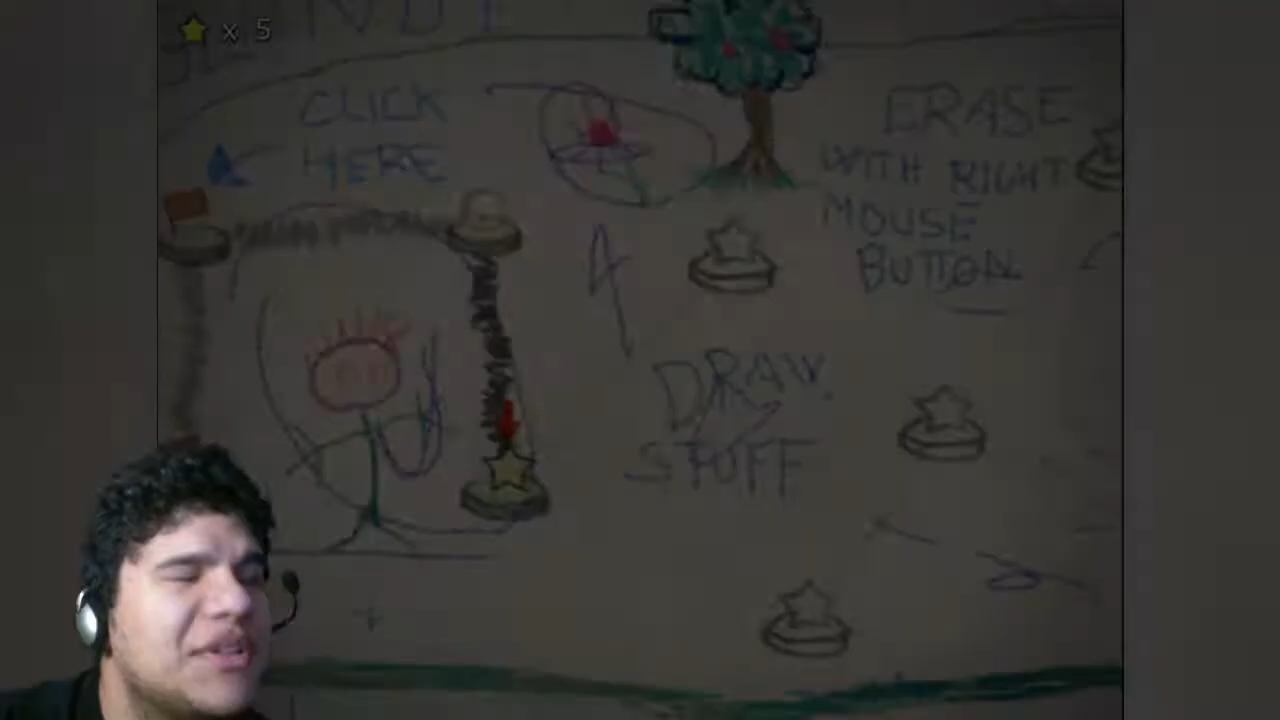 x 5
CLICK
HERE
ERASE
WITH RIGHT
MOUSE
BUTTON
DRAW
STUFF